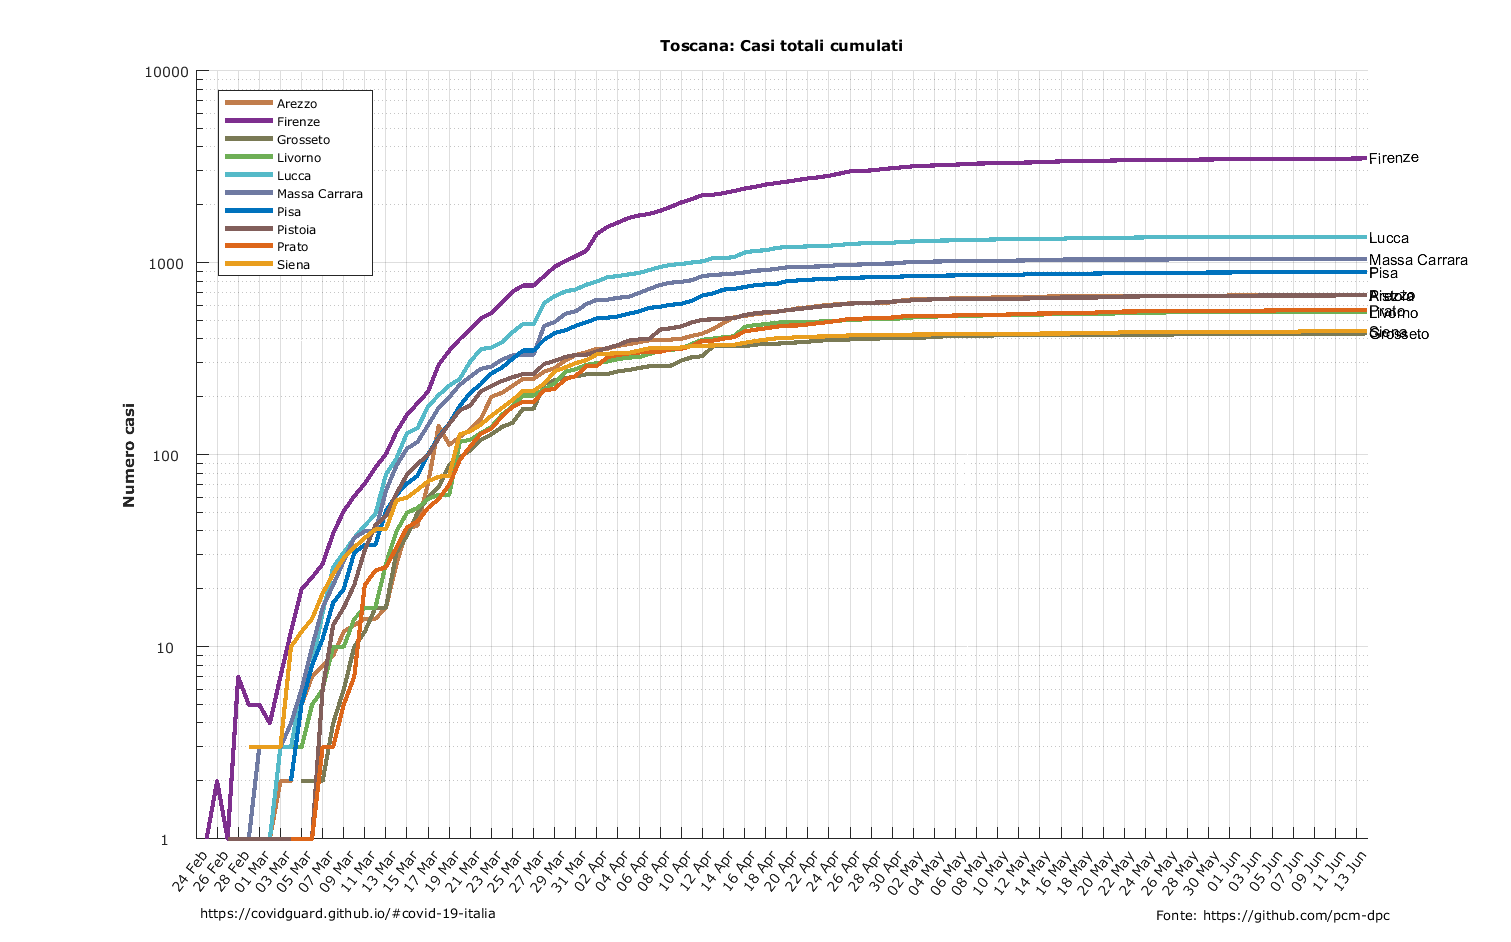 Toscana: Casi totali cumulati
Numero casi
10000
1000
100
10
1
Arezzo
Firenze
Grosseto
Livorno
Lucca
Massa Carrara
Pisa
Pistoia
Prato
Siena
Firenze
Lucca
Massa Carrara
Pisa
Pistoia
Arezzo
Prato
Livorno
Siena
Grosseto
24 Feb
26 Feb
28 Feb
01 Mar
03 Mar
05 Mar
07 Mar
09 Mar
11 Mar
13 Mar
15 Mar
17 Mar
19 Mar
21 Mar
23 Mar
25 Mar
27 Mar
29 Mar
31 Mar
02 Apr
04 Apr
06 Apr
08 Apr
10 Apr
12 Apr
14 Apr
16 Apr
18 Apr
20 Apr
22 Apr
24 Apr
26 Apr
28 Apr
30 Apr
02 May
04 May
06 May
08 May
10 May
12 May
14 May
16 May
18 May
20 May
22 May
24 May
26 May
28 May
30 May
01 Jun
03 Jun
05 Jun
07 Jun
09 Jun
11 Jun
13 Jun
https://covidguard.github.io/#covid-19-italia
Fonte: https://github.com/pcm-dpc